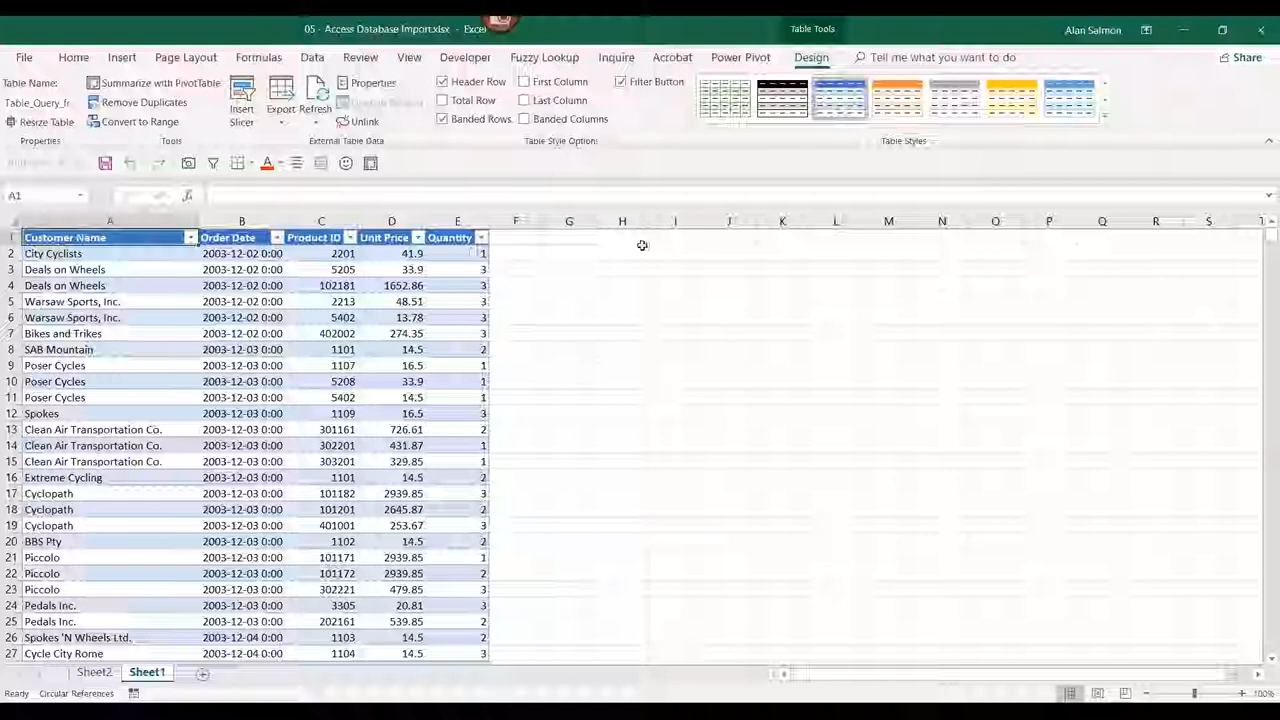 05 - Access Database Import.xlsx - Excel
Table Tools
Alan Salmon
File Home Insert Page Layout Formulas Data Review View Developer Fuzzy Lookup Inquire Acrobat Power Pivot Design Tell me what you want to do Share
Table Name: Summarize with PivotTable Properties Header Row First Column Filter Button
Table_Query_fr Remove Duplicates Insert Slicer Export Refresh Total Row Last Column
Resize Table Convert to Range Unlink Banded Rows Banded Columns
Properties Tools External Table Data Table Style Options Table Styles
A1
A B C D E F G H I J K L M N O P Q R S T
1 Customer Name Order Date Product ID Unit Price Quantity
2 City Cyclists 2003-12-02 0:00 2201 41.9 1
3 Deals on Wheels 2003-12-02 0:00 5205 33.9 3
4 Deals on Wheels 2003-12-02 0:00 102181 1652.86 3
5 Warsaw Sports, Inc. 2003-12-02 0:00 2213 48.51 3
6 Warsaw Sports, Inc. 2003-12-02 0:00 5402 13.78 3
7 Bikes and Trikes 2003-12-02 0:00 402002 274.35 3
8 SAB Mountain 2003-12-03 0:00 1101 14.5 2
9 Poser Cycles 2003-12-03 0:00 1107 16.5 1
10 Poser Cycles 2003-12-03 0:00 5208 33.9 1
11 Poser Cycles 2003-12-03 0:00 5402 14.5 1
12 Spokes 2003-12-03 0:00 1109 16.5 3
13 Clean Air Transportation Co. 2003-12-03 0:00 301161 726.61 2
14 Clean Air Transportation Co. 2003-12-03 0:00 302201 431.87 1
15 Clean Air Transportation Co. 2003-12-03 0:00 303201 329.85 1
16 Extreme Cycling 2003-12-03 0:00 1101 14.5 2
17 Cyclopath 2003-12-03 0:00 101182 2939.85 3
18 Cyclopath 2003-12-03 0:00 101201 2645.87 2
19 Cyclopath 2003-12-03 0:00 401001 253.67 3
20 BBS Pty 2003-12-03 0:00 1102 14.5 2
21 Piccolo 2003-12-03 0:00 101171 2939.85 1
22 Piccolo 2003-12-03 0:00 101172 2939.85 2
23 Piccolo 2003-12-03 0:00 302221 479.85 3
24 Pedals Inc. 2003-12-03 0:00 3305 20.81 3
25 Pedals Inc. 2003-12-03 0:00 202161 539.85 2
26 Spokes 'N Wheels Ltd. 2003-12-04 0:00 1103 14.5 2
27 Cycle City Rome 2003-12-04 0:00 1104 14.5 3
Sheet2 Sheet1
Ready Circular References 100%